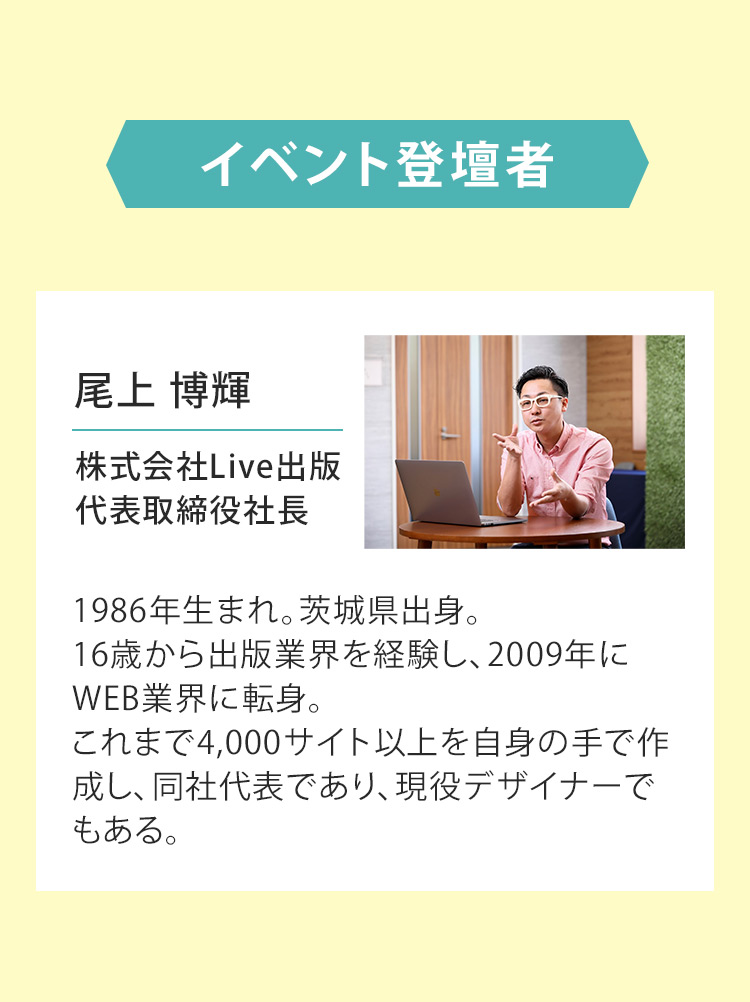 イベント登壇者
尾上 博輝
株式会社Live出版
代表取締役社長
1986年生まれ。茨城県出身。
16歳から出版業界を経験し、2009年に
WEB業界に転身。
これまで4,000サイト以上を自身の手で作
成し、同社代表であり、現役デザイナーで
もある。